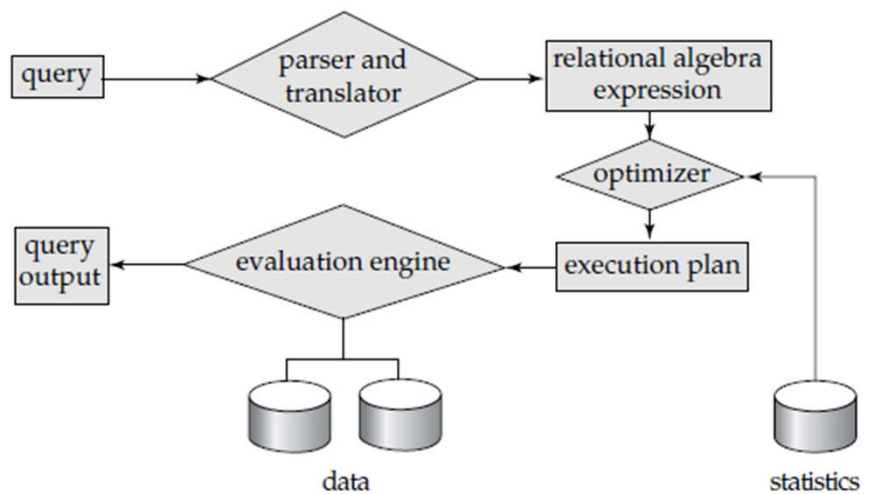 query
parser and
translator
relational algebra
expression
optimizer
query
output
evaluation engine
execution plan
data
statistics